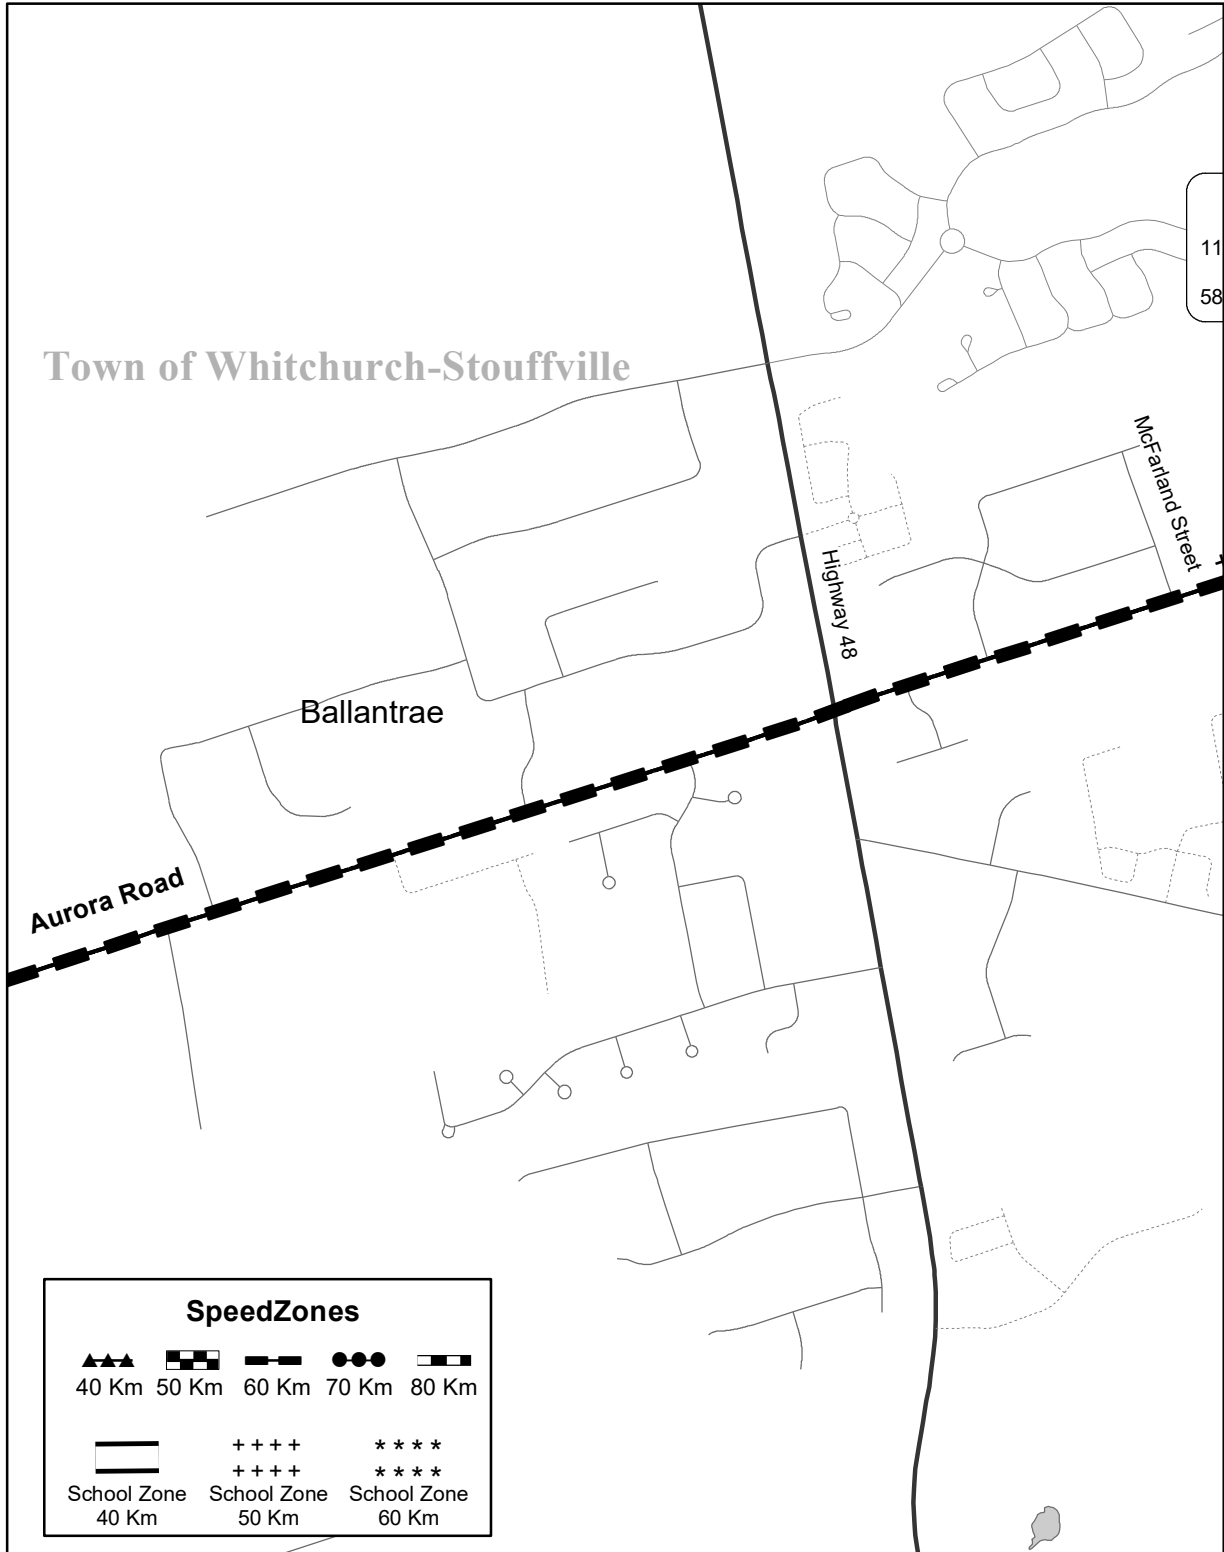 11
58
Town of Whitchurch-Stouffville
McFarland Street
Highway 48
Ballantrae
Aurora Road
SpeedZones
40 Km 50 Km 60 Km 70 Km 80 Km
+ + + + * * * *
+ + + + * * * *
School Zone School Zone School Zone
40 Km 50 Km 60 Km